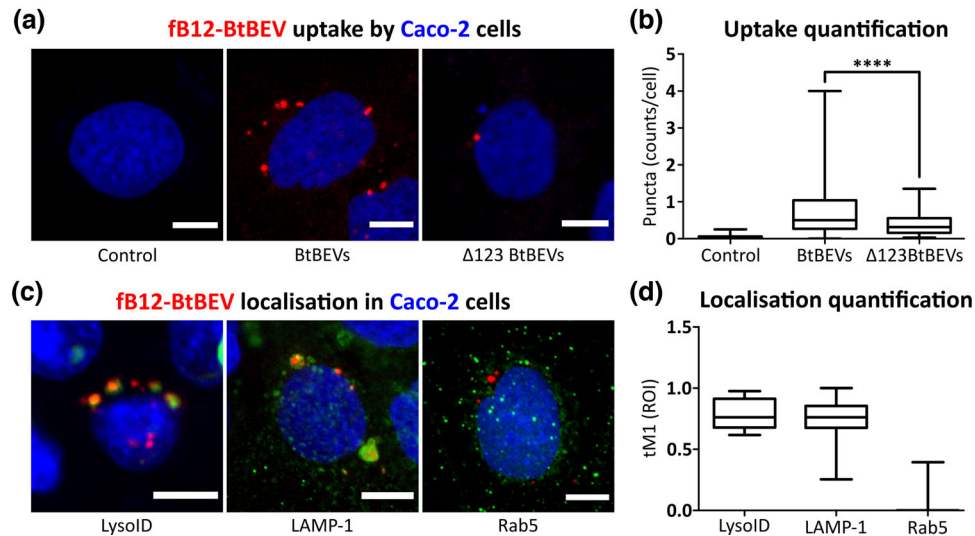 (a) fB12-BtBEV uptake by Caco-2 cells
Control
BtBEVs
Δ123 BtBEVs
(b) Uptake quantification
****
Puncta (counts/cell)
5
4
3
2
1
0
Control
BtBEVs
Δ123BtBEVs
(c) fB12-BtBEV localisation in Caco-2 cells
LysoID
LAMP-1
Rab5
(d) Localisation quantification
tM1 (ROI)
1.5
1.0
0.5
0.0
LysoID
LAMP-1
Rab5